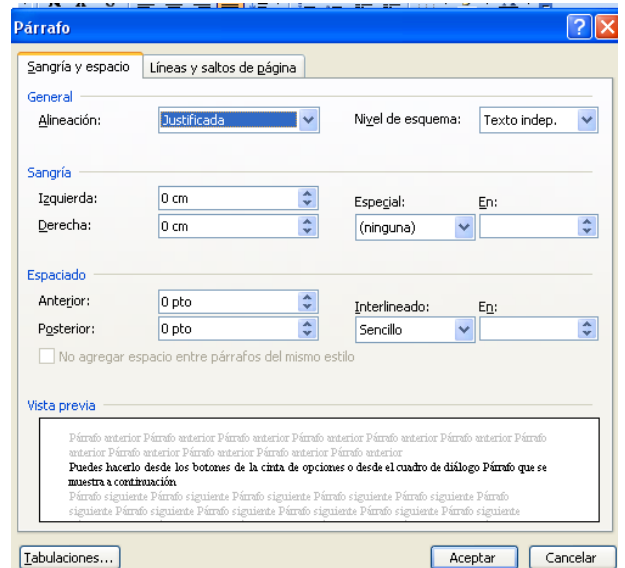 Párrafo
Sangría y espacio Líneas y saltos de página
General
Alineación: Justificada Nivel de esquema: Texto indep.
Sangría
Izquierda: 0 cm Especial: En:
Derecha: 0 cm (ninguna)
Espaciado
Anterior: 0 pto Interlineado: En:
Posterior: 0 pto Sencillo
No agregar espacio entre párrafos del mismo estilo
Vista previa
Párrafo anterior Párrafo anterior Párrafo anterior Párrafo anterior Párrafo anterior Párrafo anterior Párrafo
anterior Párrafo anterior Párrafo anterior Párrafo anterior Párrafo anterior
Puedes hacerlo desde los botones de la cinta de opciones o desde el cuadro de diálogo Párrafo que se
muestra a continuación
Párrafo siguiente Párrafo siguiente Párrafo siguiente Párrafo siguiente Párrafo siguiente Párrafo
siguiente Párrafo siguiente Párrafo siguiente Párrafo siguiente Párrafo siguiente Párrafo siguiente
Tabulaciones... Aceptar Cancelar